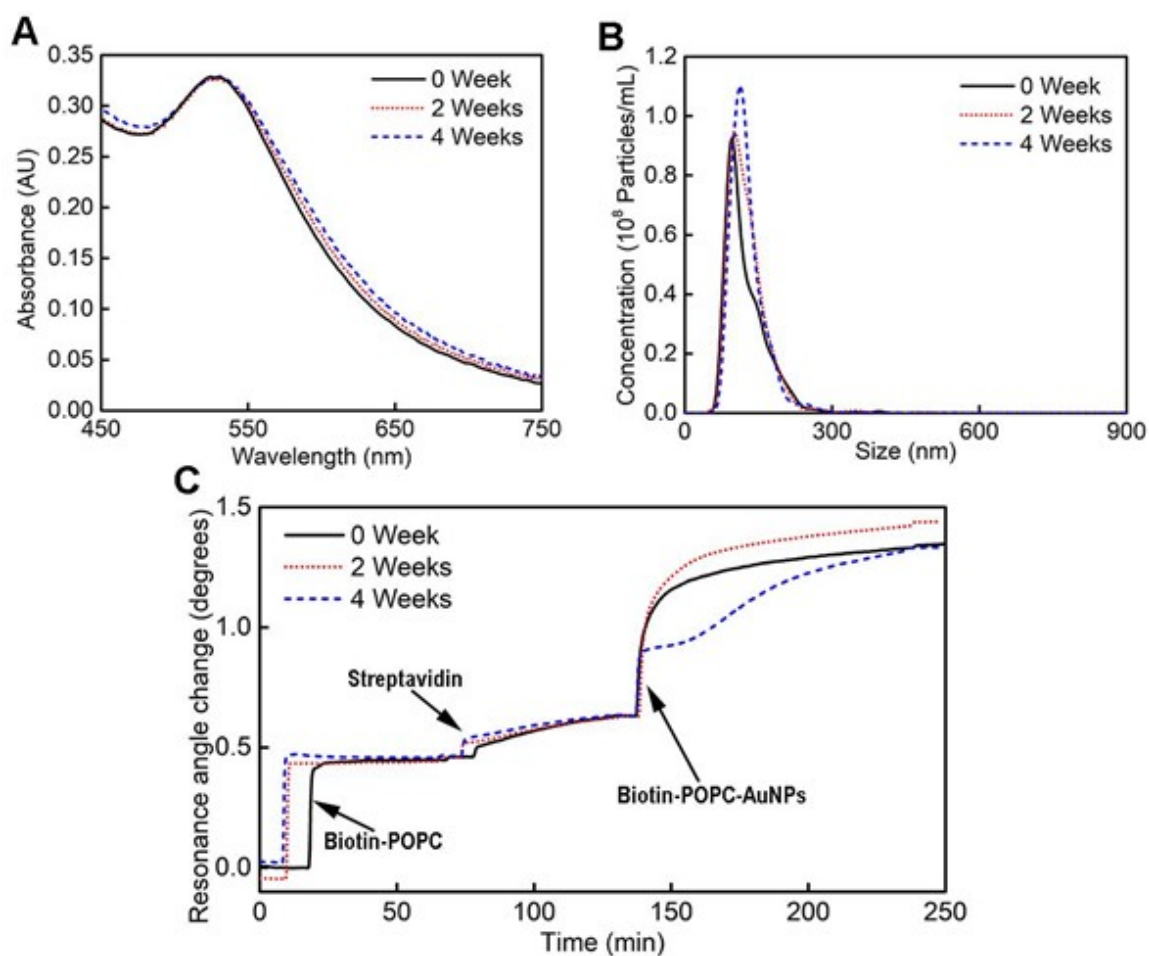 A
0.35
0.30
0.25
0.20
0.15
0.10
0.05
0.00
Absorbance (AU)
0 Week
2 Weeks
4 Weeks
450 550 650 750
Wavelength (nm)
B
1.2
1.0
0.8
0.6
0.4
0.2
0.0
Concentration (10⁸ Particles/mL)
0 Week
2 Weeks
4 Weeks
0 300 600 900
Size (nm)
C
1.5
1.0
0.5
0.0
Resonance angle change (degrees)
0 Week
2 Weeks
4 Weeks
Streptavidin
Biotin-POPC
Biotin-POPC-AuNPs
0 50 100 150 200 250
Time (min)